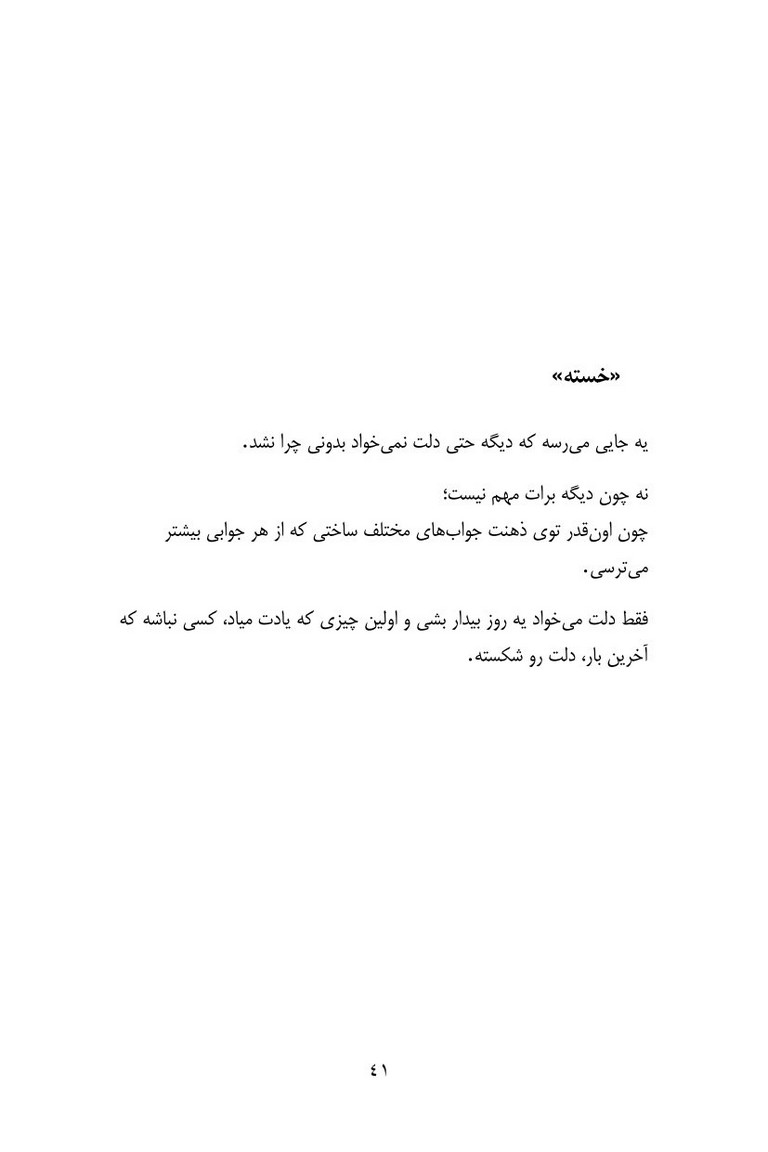 «خسته»
یه جایی می‌رسه که دیگه حتی دلت نمی‌خواد بدونی چرا نشد.
نه چون دیگه برات مهم نیست؛
چون اون‌قدر توی ذهنت جواب‌های مختلف ساختی که از هر جوابی بیشتر
می‌ترسی.
فقط دلت می‌خواد یه روز بیدار بشی و اولین چیزی که یادت میاد، کسی نباشه که
آخرین بار، دلت رو شکسته.
٤١